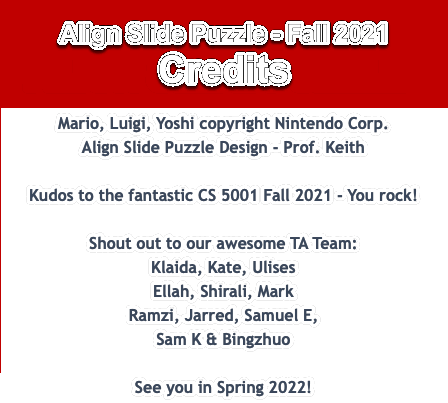 Align Slide Puzzle - Fall 2021
Credits
Mario, Luigi, Yoshi copyright Nintendo Corp.
Align Slide Puzzle Design - Prof. Keith
Kudos to the fantastic CS 5001 Fall 2021 - You rock!
Shout out to our awesome TA Team:
Klaida, Kate, Ulises
Ellah, Shirali, Mark
Ramzi, Jarred, Samuel E,
Sam K & Bingzhuo
See you in Spring 2022!